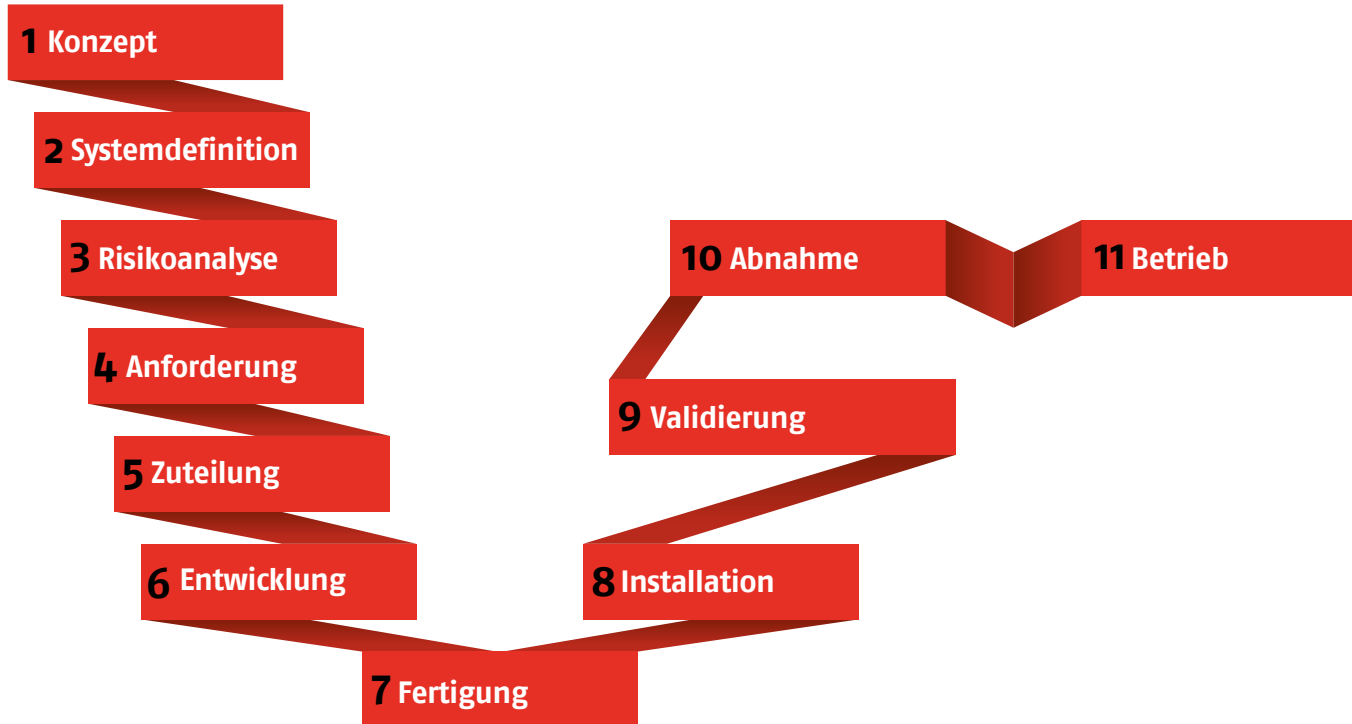 1 Konzept
2 Systemdefinition
3 Risikoanalyse
4 Anforderung
5 Zuteilung
6 Entwicklung
7 Fertigung
8 Installation
9 Validierung
10 Abnahme
11 Betrieb